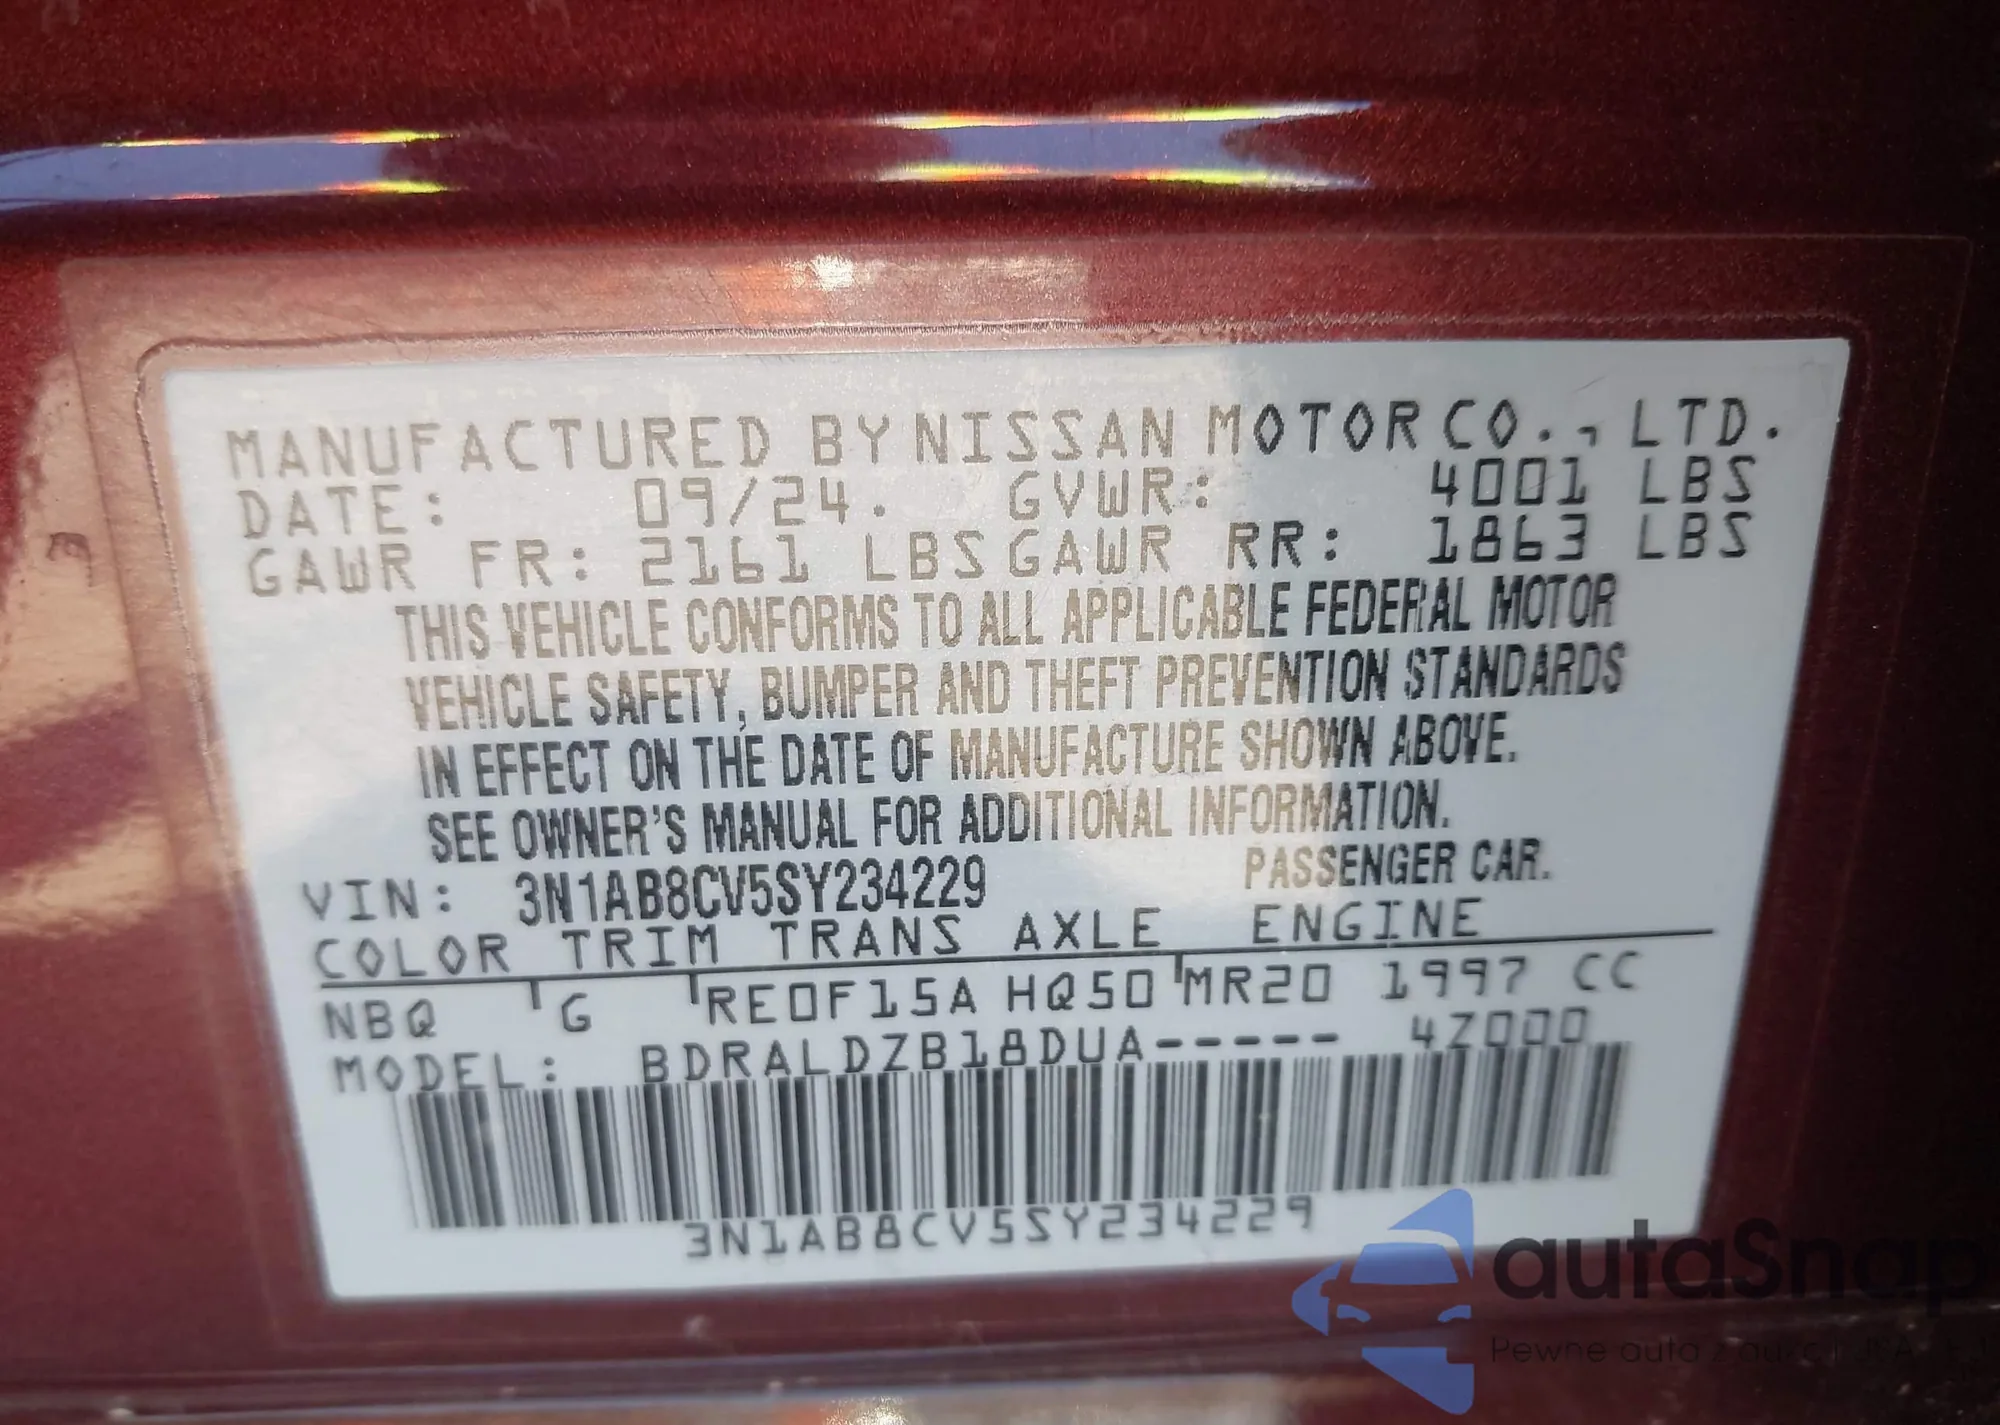 MANUFACTURED BY NISSAN MOTOR CO., LTD.
DATE: 09/24. GVWR: 4001 LBS
GAWR FR: 2161 LBS GAWR RR: 1863 LBS
THIS VEHICLE CONFORMS TO ALL APPLICABLE FEDERAL MOTOR
VEHICLE SAFETY, BUMPER AND THEFT PREVENTION STANDARDS
IN EFFECT ON THE DATE OF MANUFACTURE SHOWN ABOVE.
SEE OWNER'S MANUAL FOR ADDITIONAL INFORMATION.
VIN: 3N1AB8CV5SY234229 PASSENGER CAR.
COLOR TRIM TRANS AXLE ENGINE
NBQ G RE0F15A HQ50 MR20 1997 CC
MODEL: BDRALDZB18DUA----- 4Z000
3N1AB8CV5SY234229
autaSnap
Pewne auta z